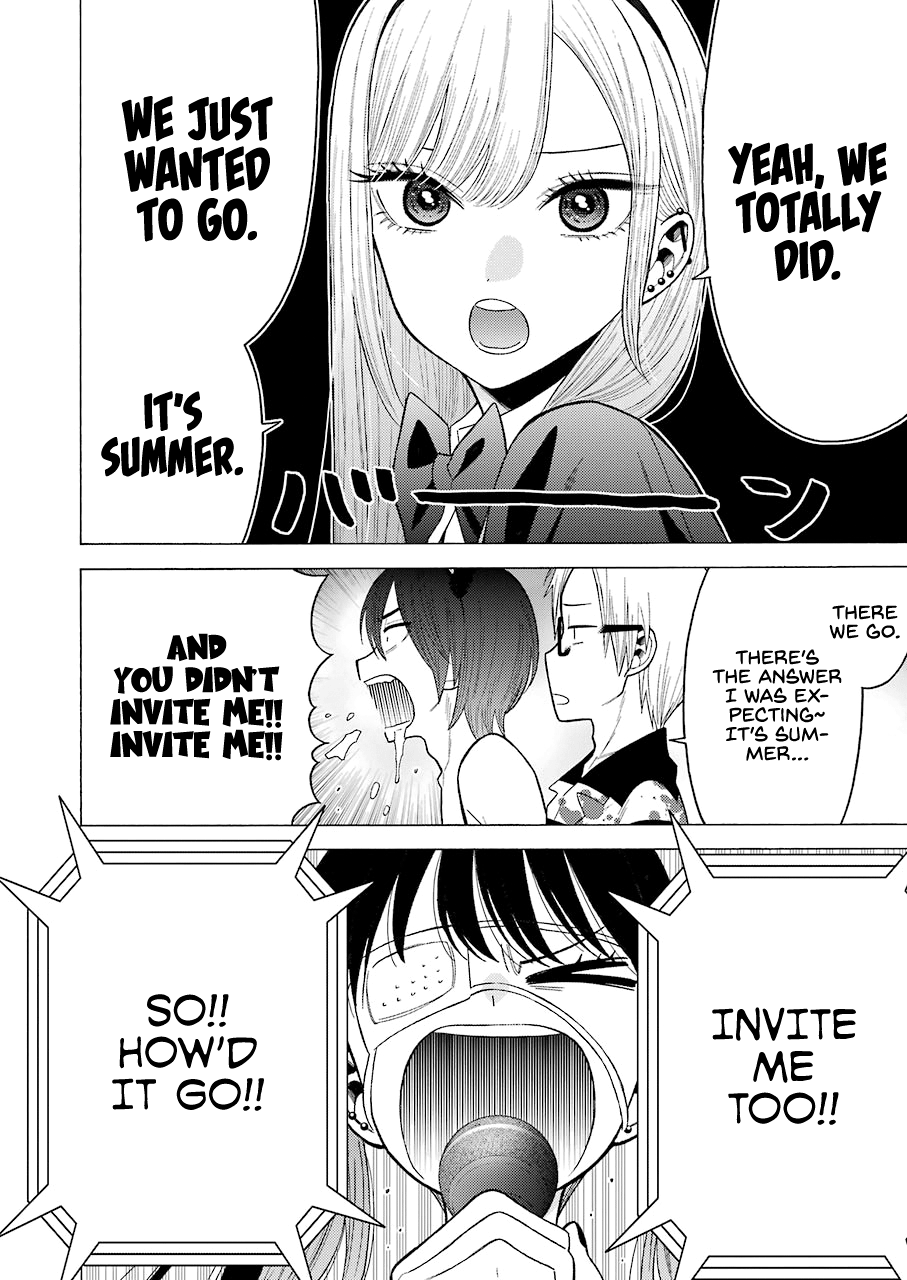 YEAH, WE
TOTALLY
DID.
WE JUST
WANTED
TO GO.
IT'S
SUMMER.
バーン
THERE
WE GO.
THERE'S
THE ANSWER
I WAS EX-
PECTING~
IT'S SUM-
MER...
AND
YOU DIDN'T
INVITE ME!!
INVITE ME!!
INVITE
ME
TOO!!
SO!!
HOW'D
IT GO!!